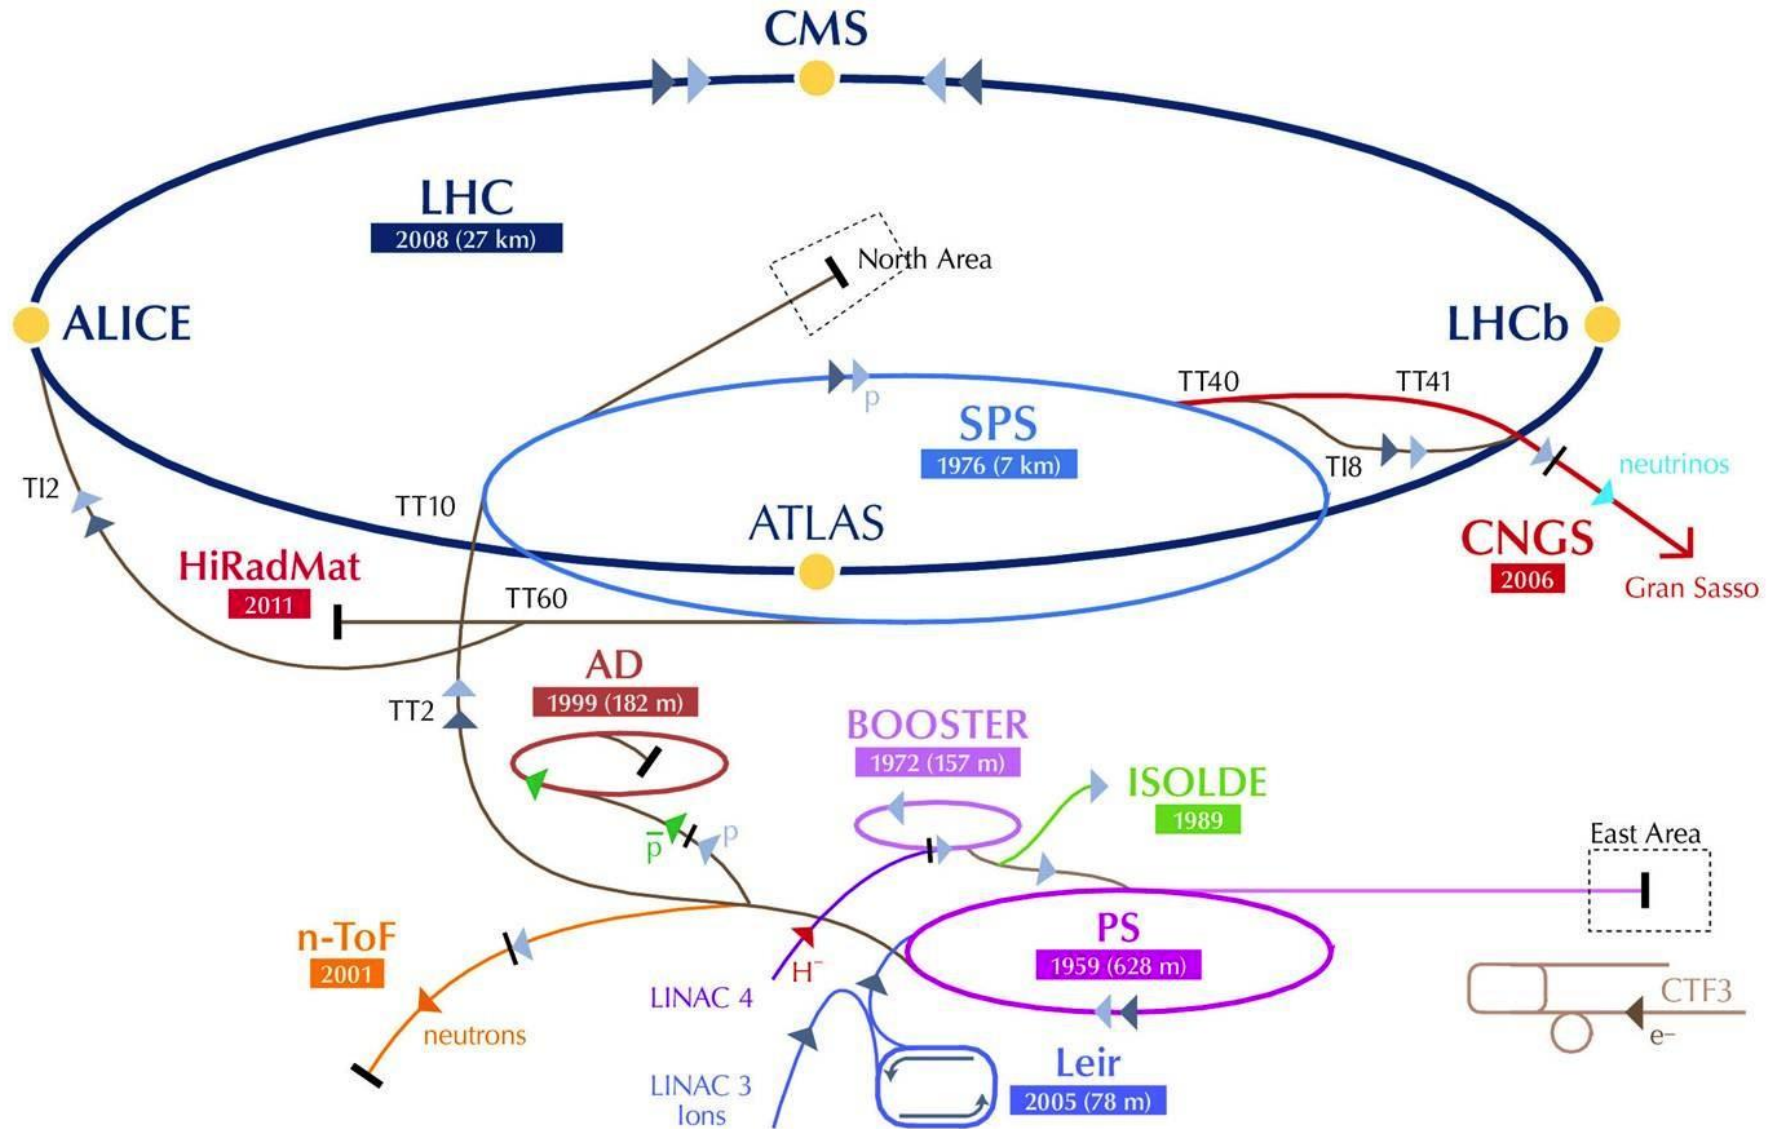 CMS
LHC
2008 (27 km)
North Area
ALICE
LHCb
TT40
TT41
p
SPS
1976 (7 km)
TI8
neutrinos
TI2
TT10
ATLAS
CNGS
2006
Gran Sasso
HiRadMat
2011
TT60
AD
1999 (182 m)
TT2
BOOSTER
1972 (157 m)
ISOLDE
1989
p̅
p
East Area
n-ToF
2001
PS
1959 (628 m)
H⁻
LINAC 4
CTF3
e⁻
neutrons
Leir
2005 (78 m)
LINAC 3
Ions